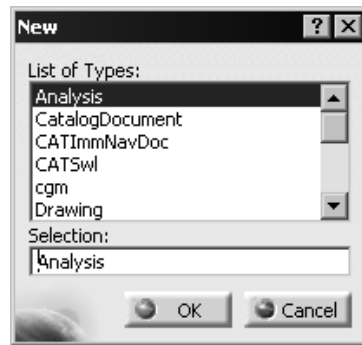 New
List of Types:
Analysis
CatalogDocument
CATImmNavDoc
CATSwl
cgm
Drawing
Selection:
Analysis
OK Cancel